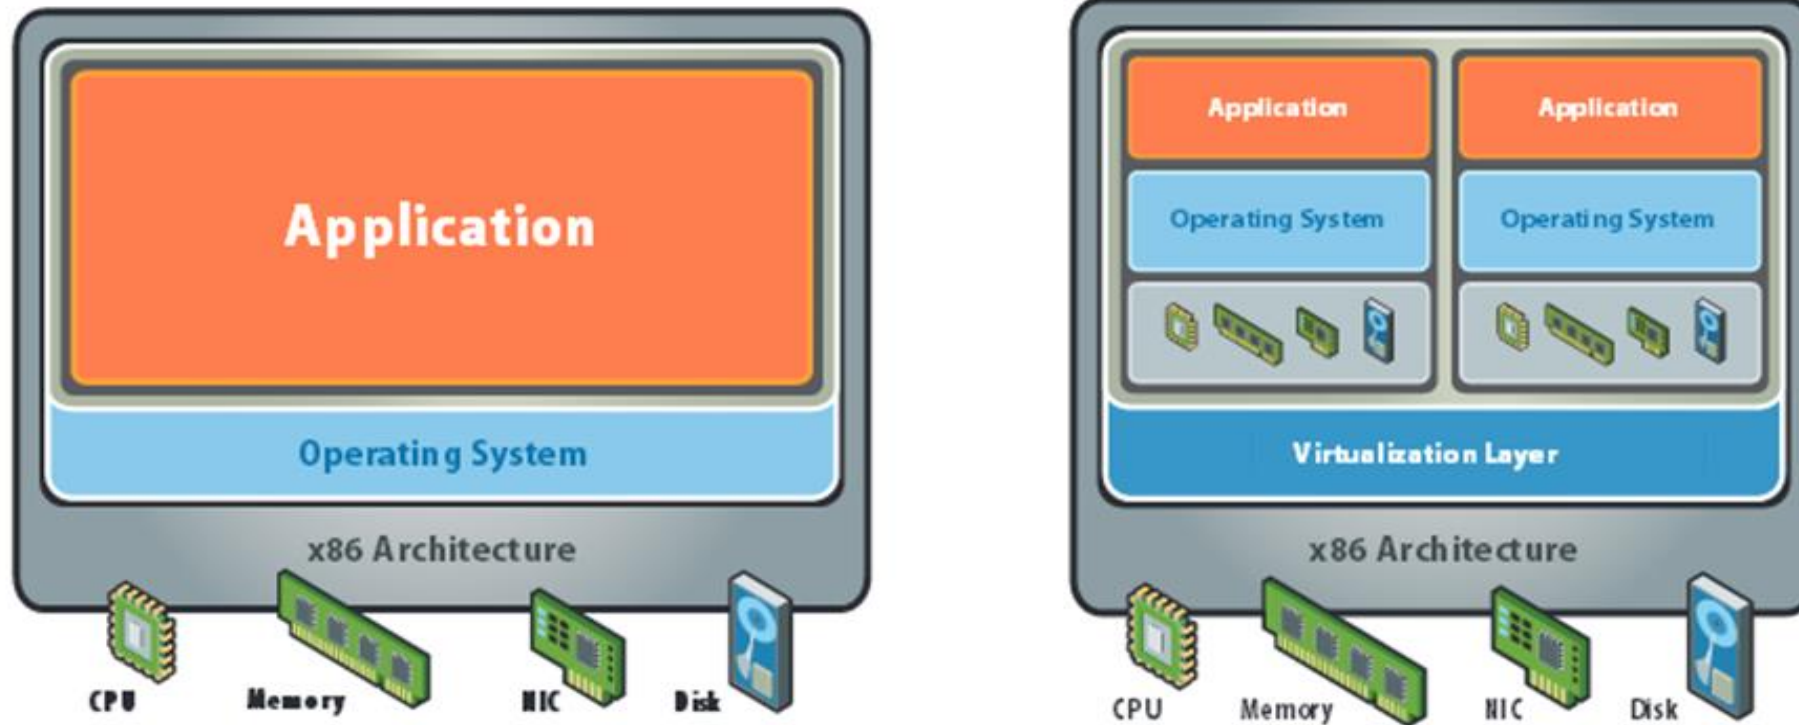 Application
Operating System
x86 Architecture
CPU
Memory
NIC
Disk
Application
Application
Operating System
Operating System
Virtualization Layer
x86 Architecture
CPU
Memory
NIC
Disk